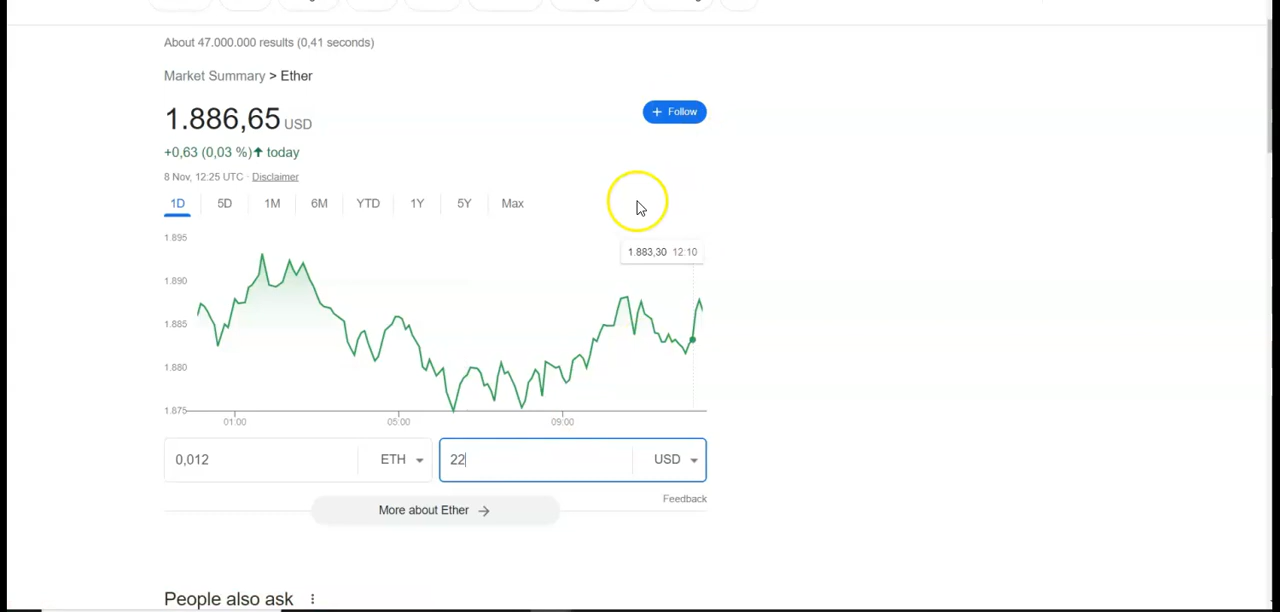 About 47.000.000 results (0,41 seconds)
Market Summary > Ether
1.886,65 USD
+ Follow
+0,63 (0,03 %) ↑ today
8 Nov, 12:25 UTC · Disclaimer
1D 5D 1M 6M YTD 1Y 5Y Max
1.895
1.883,30 12:10
1.890
1.885
1.880
1.875
01:00 05:00 09:00
0,012 ETH 22 USD
Feedback
More about Ether →
People also ask